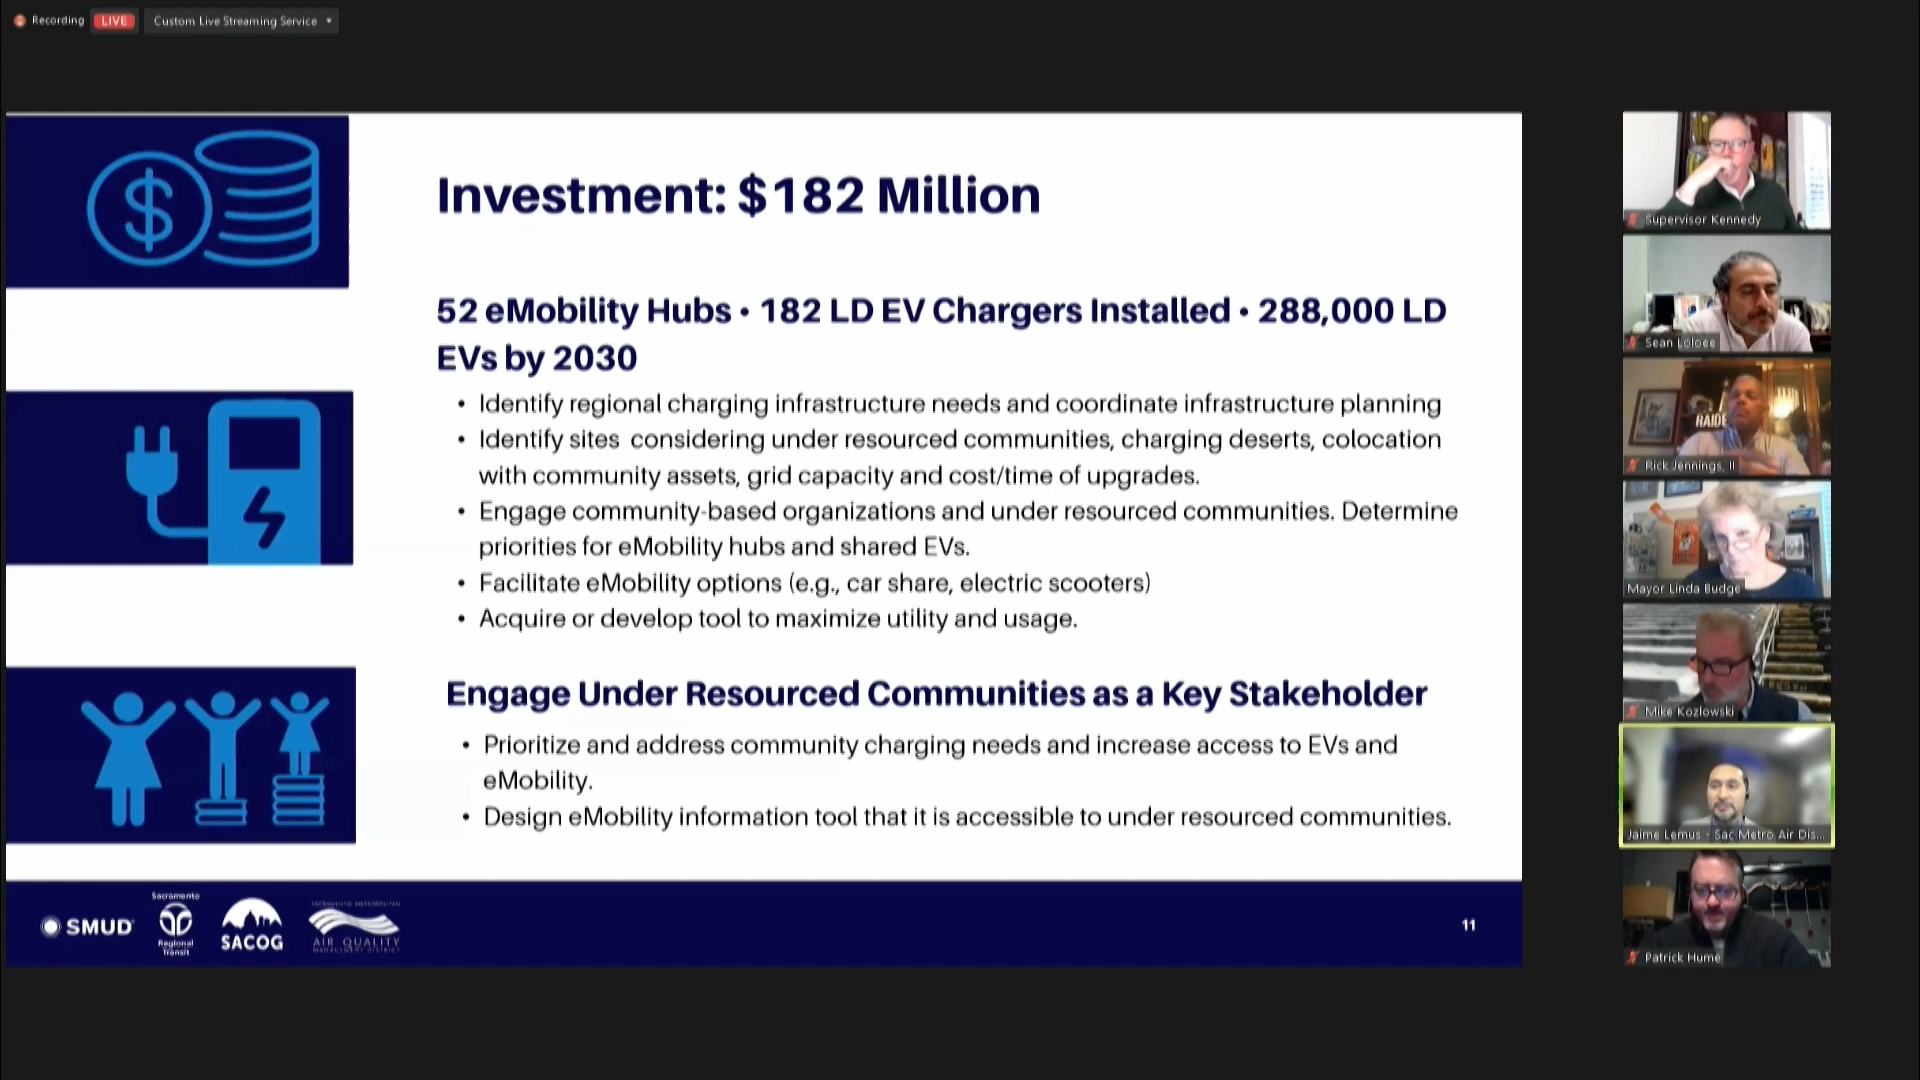 Recording LIVE Custom Live Streaming Service
Investment: $182 Million
52 eMobility Hubs • 182 LD EV Chargers Installed • 288,000 LD
EVs by 2030
• Identify regional charging infrastructure needs and coordinate infrastructure planning
• Identify sites considering under resourced communities, charging deserts, colocation
with community assets, grid capacity and cost/time of upgrades.
• Engage community-based organizations and under resourced communities. Determine
priorities for eMobility hubs and shared EVs.
• Facilitate eMobility options (e.g., car share, electric scooters)
• Acquire or develop tool to maximize utility and usage.
Engage Under Resourced Communities as a Key Stakeholder
• Prioritize and address community charging needs and increase access to EVs and
eMobility.
• Design eMobility information tool that it is accessible to under resourced communities.
SMUD
Sacramento
Regional
Transit
SACOG
SACRAMENTO METROPOLITAN
AIR QUALITY
MANAGEMENT DISTRICT
11
Supervisor Kennedy
Sean Loloee
RAIDE
Rick Jennings, II
Mayor Linda Budge
Mike Kozlowski
Jaime Lemus - Sac Metro Air Dis...
Patrick Hume